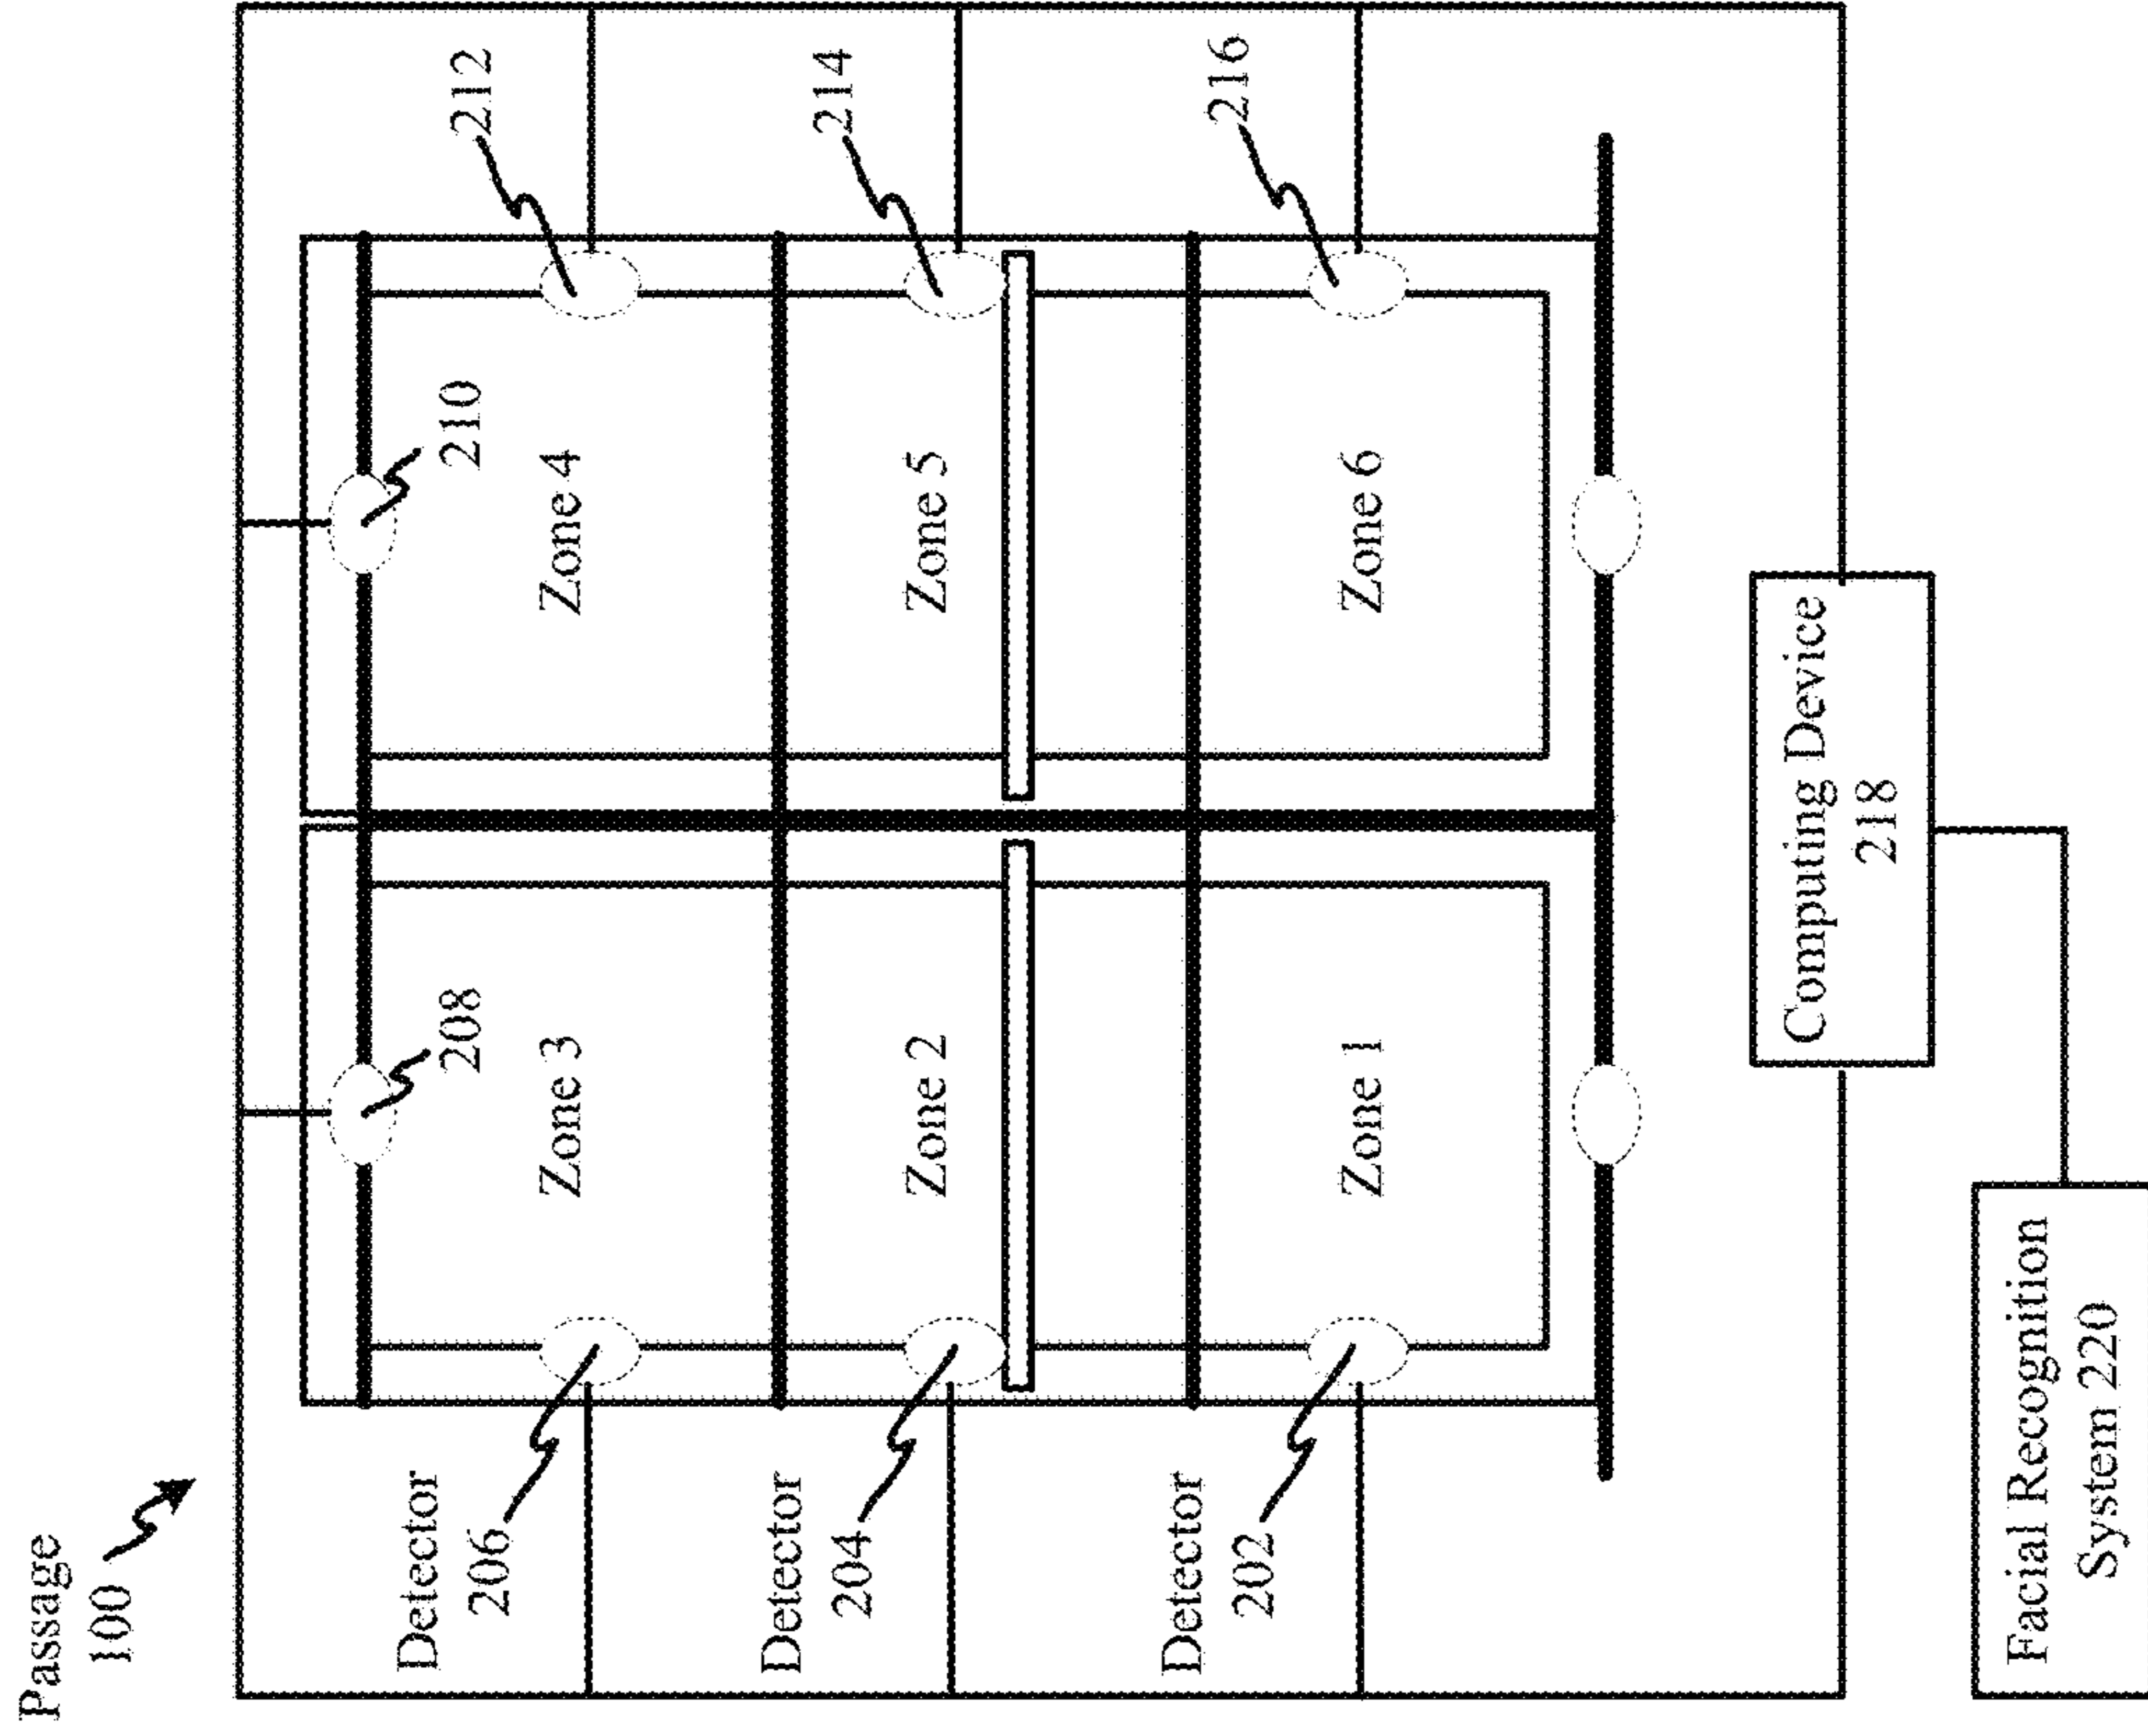 Passage
100
Detector
206
Detector
204
Detector
202
208
210
212
214
216
Zone 3
Zone 4
Zone 2
Zone 5
Zone 1
Zone 6
Computing Device
218
Facial Recognition
System 220